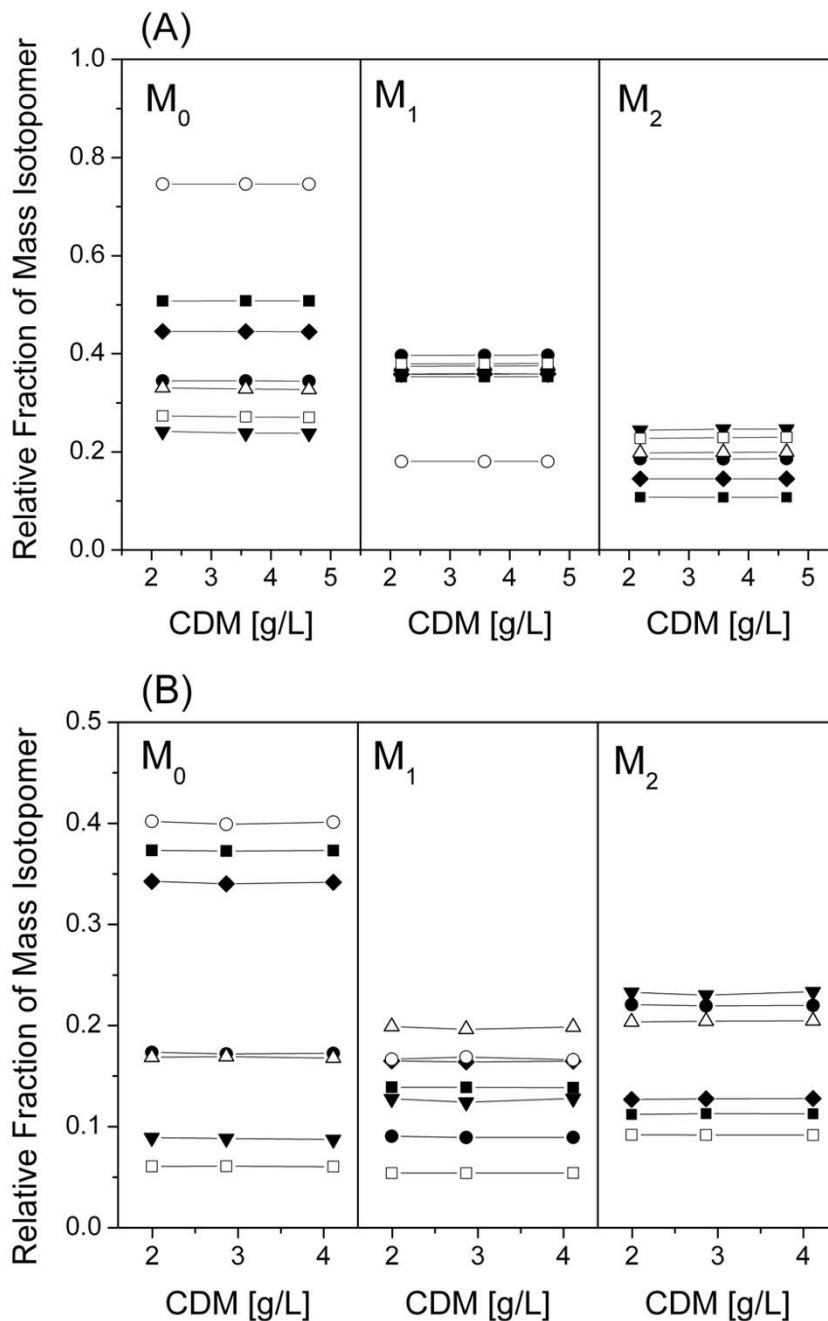 (A)
Relative Fraction of Mass Isotopomer
1.0
0.8
0.6
0.4
0.2
0.0
M₀
M₁
M₂
2 3 4 5 2 3 4 5 2 3 4 5
CDM [g/L] CDM [g/L] CDM [g/L]
(B)
Relative Fraction of Mass Isotopomer
0.5
0.4
0.3
0.2
0.1
0.0
M₀
M₁
M₂
2 3 4 2 3 4 2 3 4
CDM [g/L] CDM [g/L] CDM [g/L]